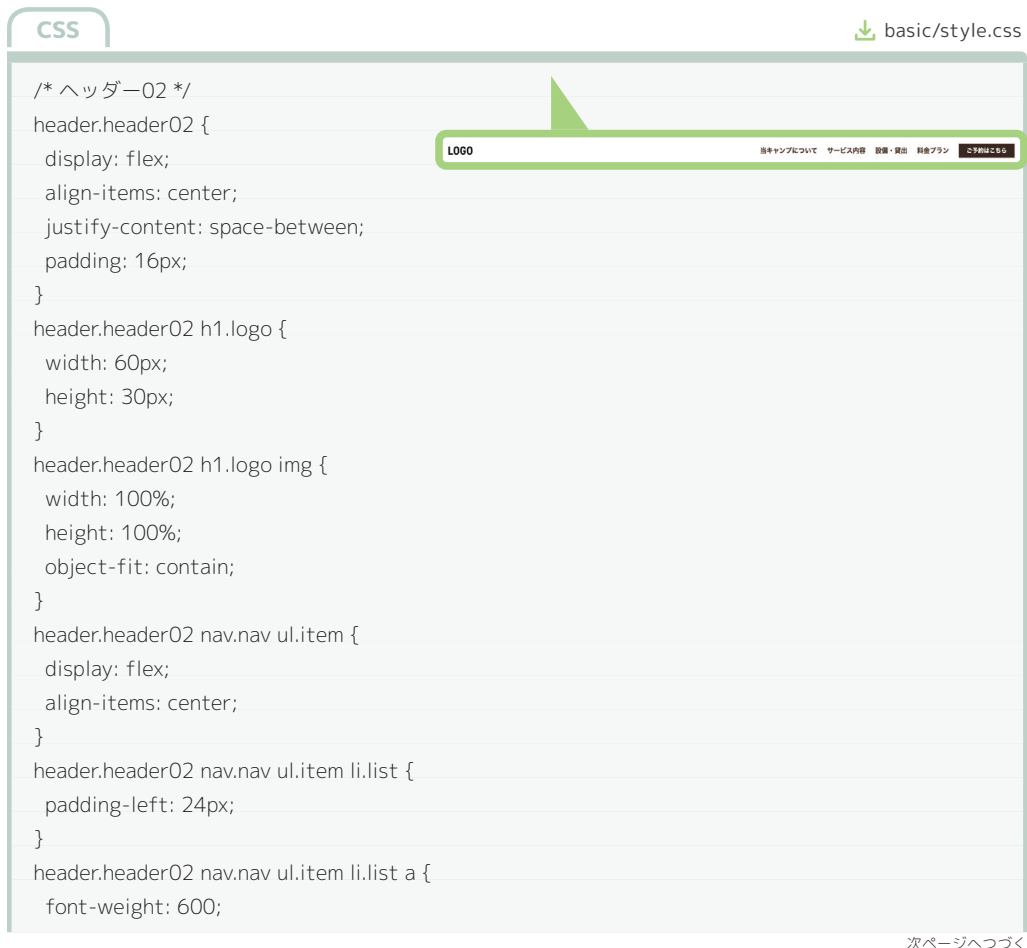 CSS
basic/style.css
/* ヘッダー02 */
header.header02 {
display: flex;
align-items: center;
justify-content: space-between;
padding: 16px;
}
header.header02 h1.logo {
width: 60px;
height: 30px;
}
header.header02 h1.logo img {
width: 100%;
height: 100%;
object-fit: contain;
}
header.header02 nav.nav ul.item {
display: flex;
align-items: center;
}
header.header02 nav.nav ul.item li.list {
padding-left: 24px;
}
header.header02 nav.nav ul.item li.list a {
font-weight: 600;
LOGO 当キャンプについて サービス内容 設備・貸出 料金プラン ご予約はこちら
次ページへつづく